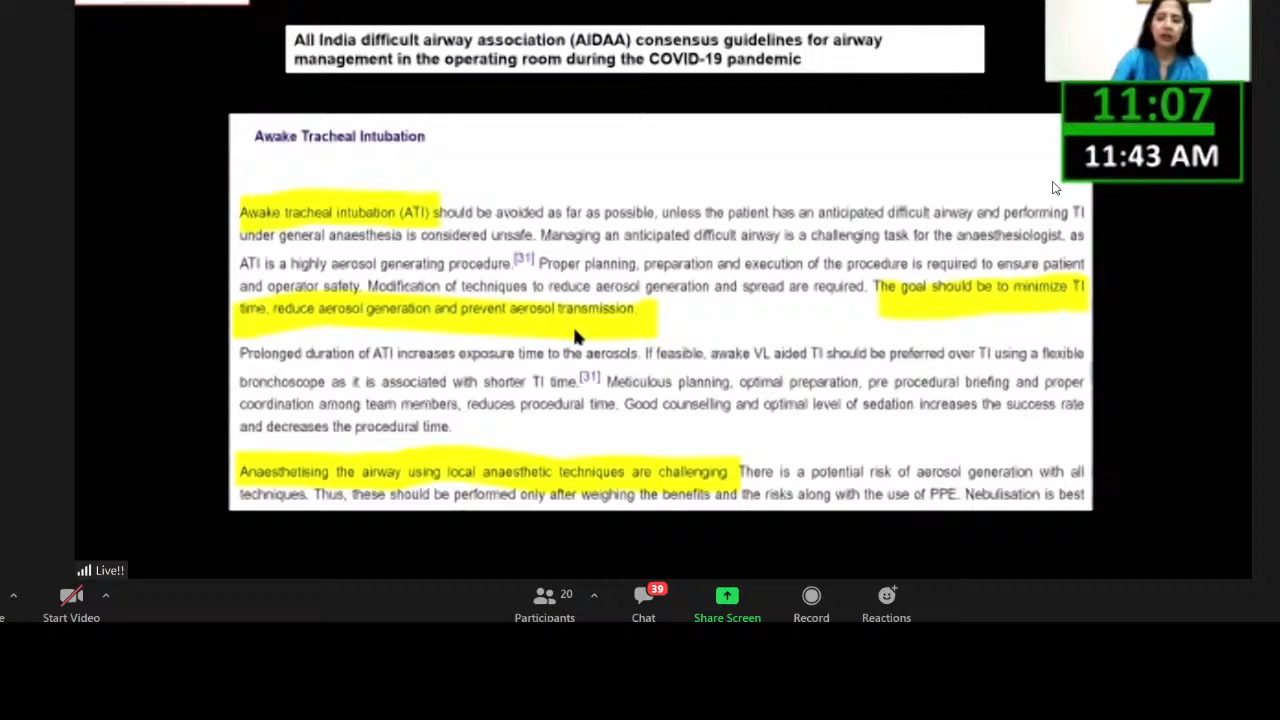 All India difficult airway association (AIDAA) consensus guidelines for airway
management in the operating room during the COVID-19 pandemic
11:07
11:43 AM
Awake Tracheal Intubation
Awake tracheal intubation (ATI) should be avoided as far as possible, unless the patient has an anticipated difficult airway and performing TI
under general anaesthesia is considered unsafe. Managing an anticipated difficult airway is a challenging task for the anaesthesiologist, as
ATI is a highly aerosol generating procedure.[31] Proper planning, preparation and execution of the procedure is required to ensure patient
and operator safety. Modification of techniques to reduce aerosol generation and spread are required. The goal should be to minimize TI
time, reduce aerosol generation and prevent aerosol transmission.
Prolonged duration of ATI increases exposure time to the aerosols. If feasible, awake VL aided TI should be preferred over TI using a flexible
bronchoscope as it is associated with shorter TI time.[31] Meticulous planning, optimal preparation, pre procedural briefing and proper
coordination among team members, reduces procedural time. Good counselling and optimal level of sedation increases the success rate
and decreases the procedural time.
Anaesthetising the airway using local anaesthetic techniques are challenging. There is a potential risk of aerosol generation with all
techniques. Thus, these should be performed only after weighing the benefits and the risks along with the use of PPE. Nebulisation is best
Live!!
20
39
e
Start Video
Participants
Chat
Share Screen
Record
Reactions